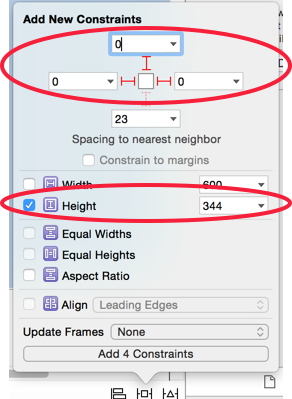 Add New Constraints
0
0 0
23
Spacing to nearest neighbor
Constrain to margins
Width 600
Height 344
Equal Widths
Equal Heights
Aspect Ratio
Align Leading Edges
Update Frames None
Add 4 Constraints